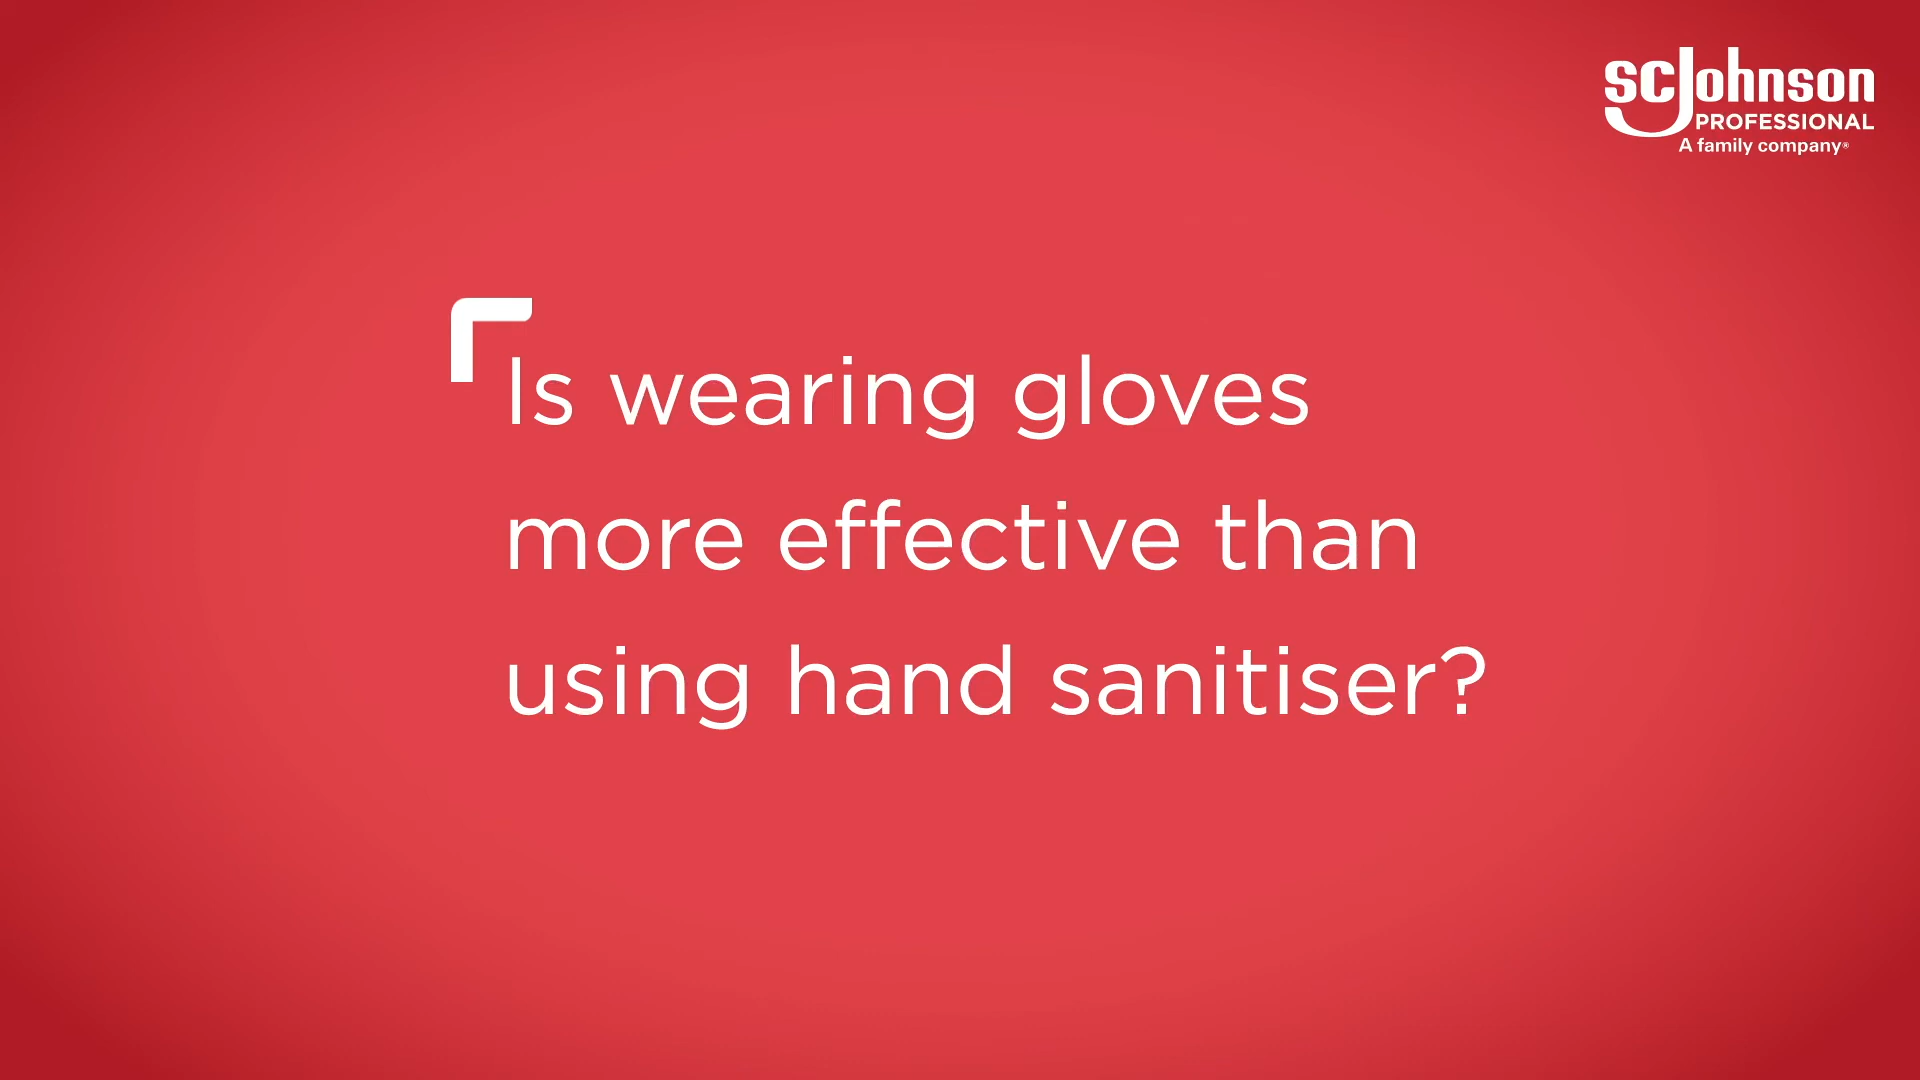 SCJohnson
PROFESSIONAL
A family company®
Is wearing gloves
more effective than
using hand sanitiser?